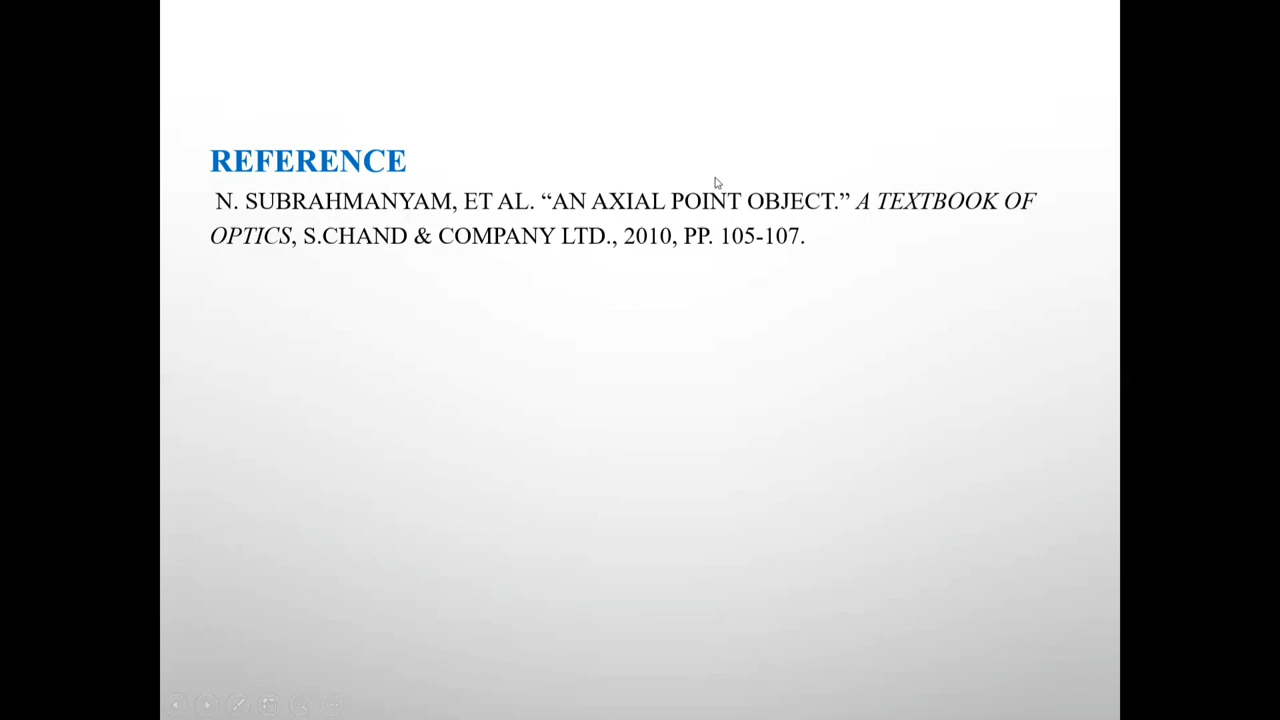 REFERENCE
N. SUBRAHMANYAM, ET AL. “AN AXIAL POINT OBJECT.” A TEXTBOOK OF
OPTICS, S.CHAND & COMPANY LTD., 2010, PP. 105-107.